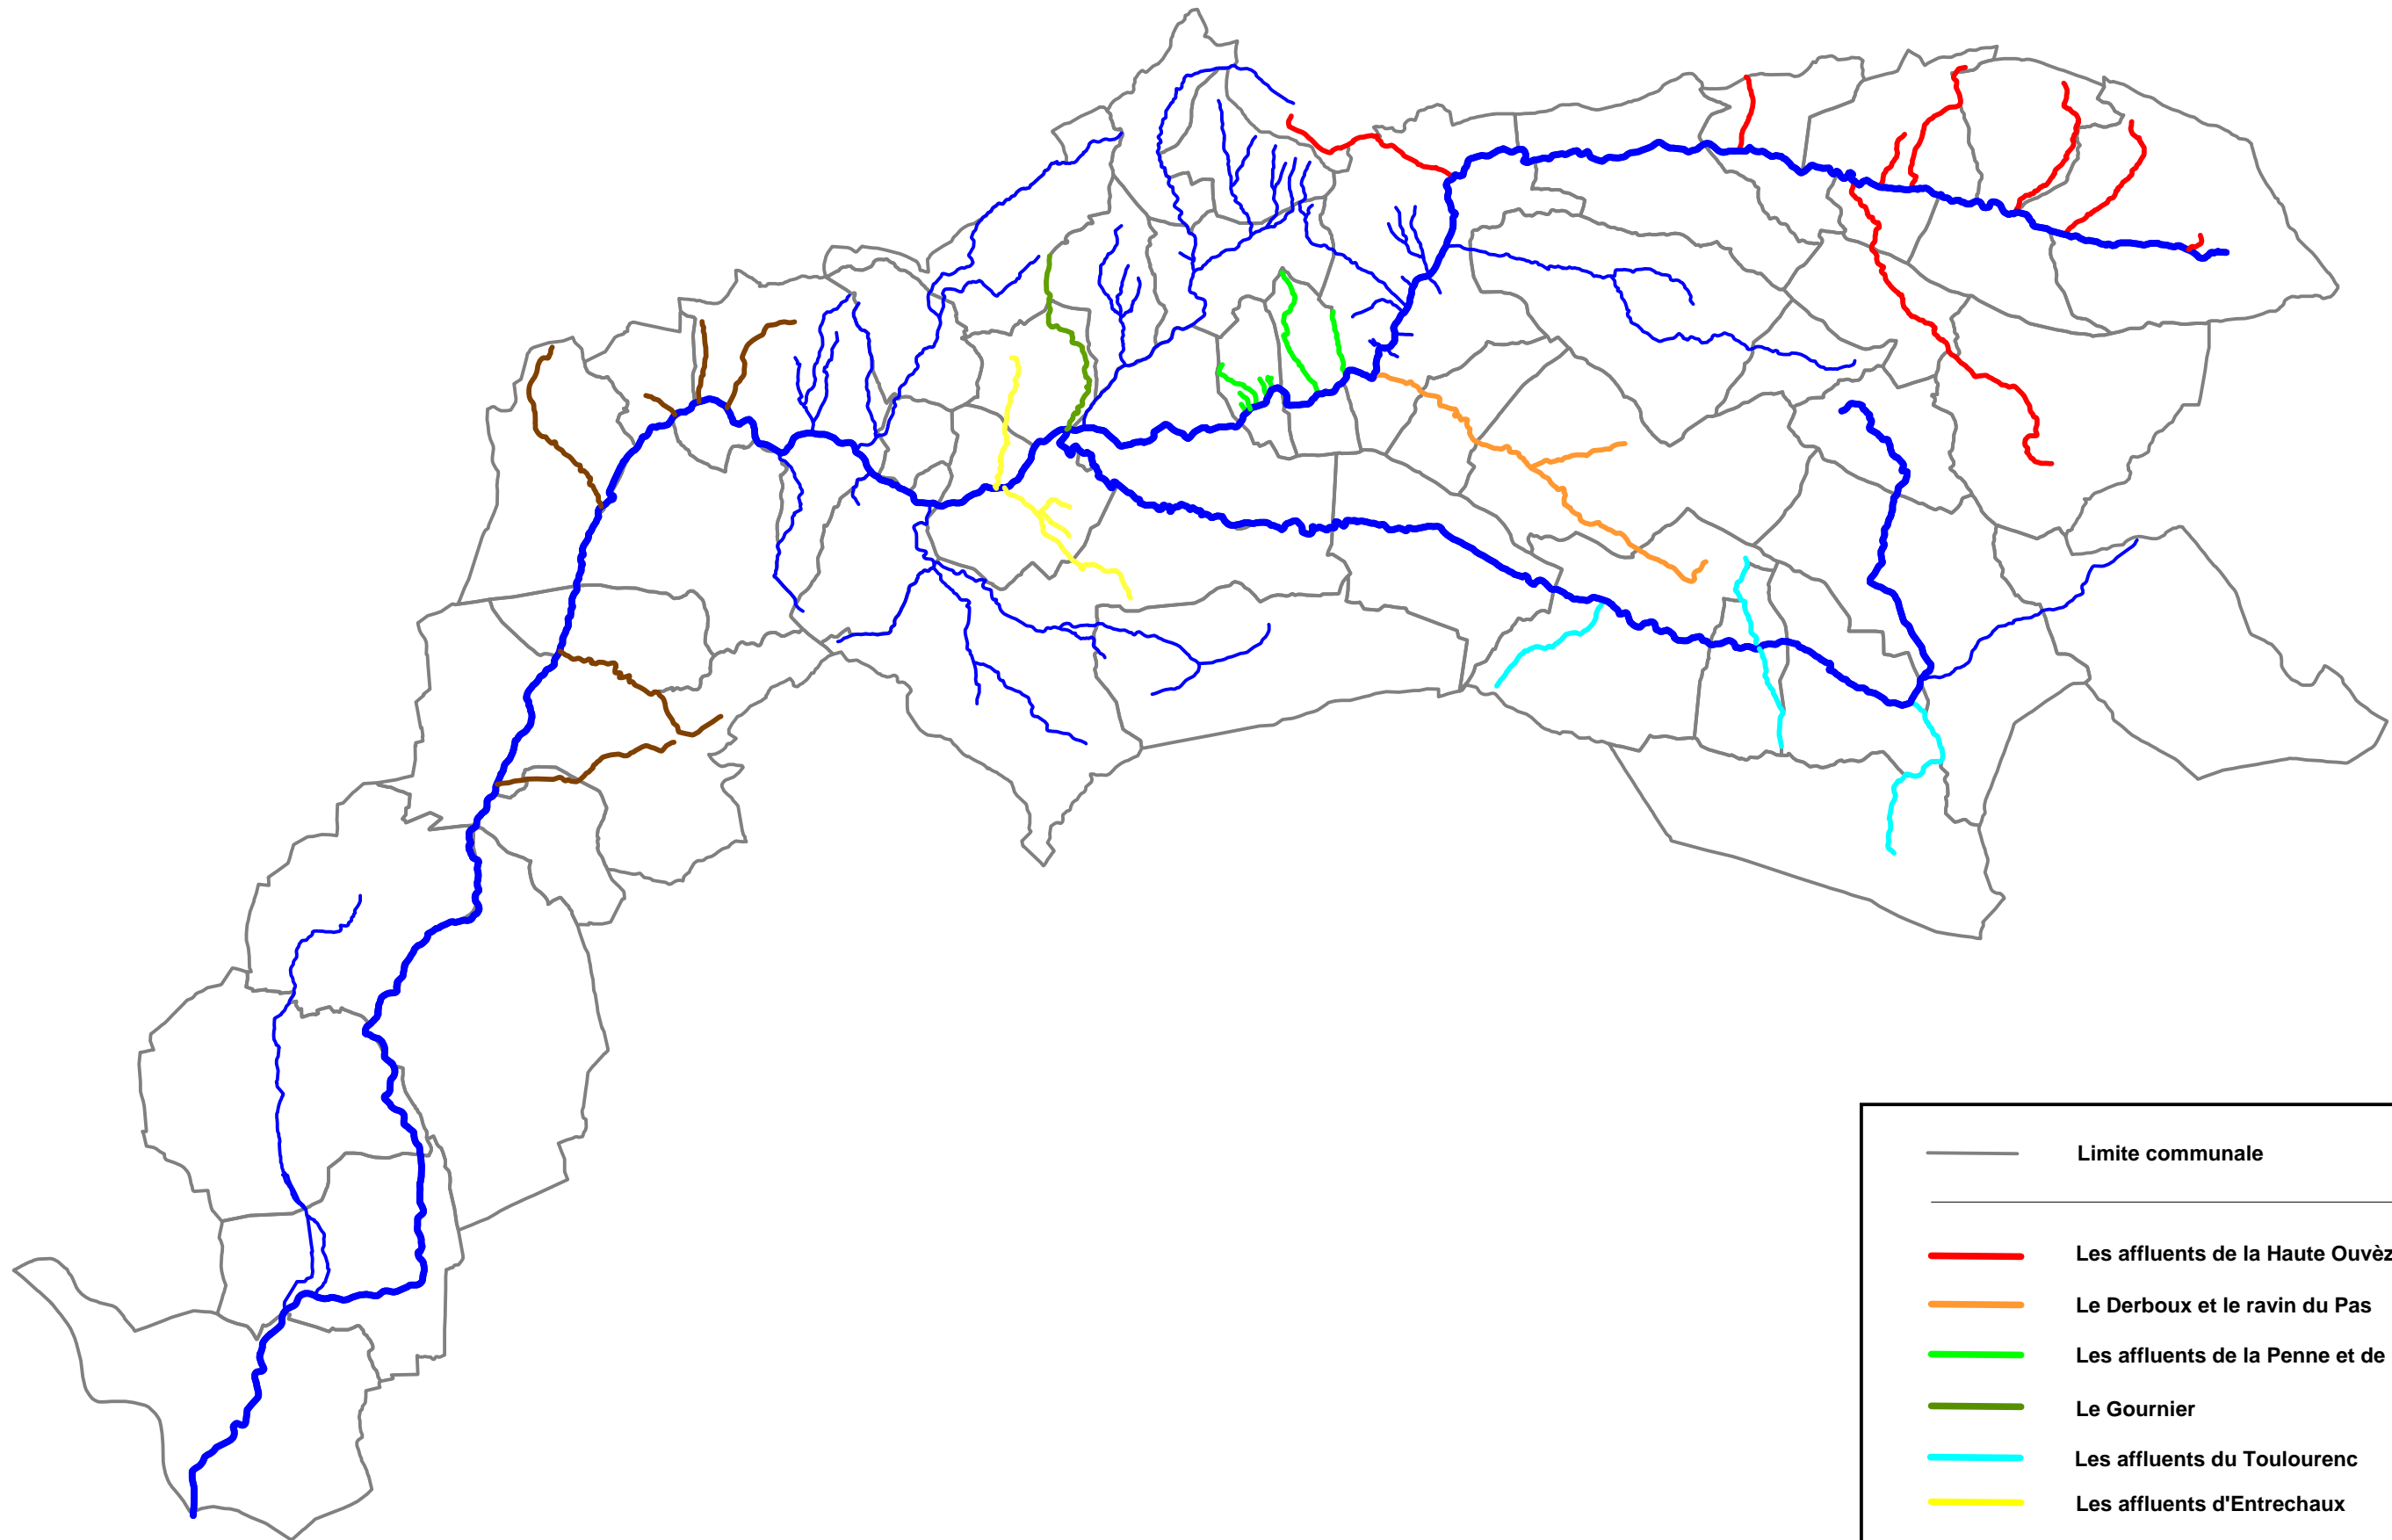 Limite communale
Les affluents de la Haute Ouvèz
Le Derboux et le ravin du Pas
Les affluents de la Penne et de
Le Gournier
Les affluents du Toulourenc
Les affluents d'Entrechaux